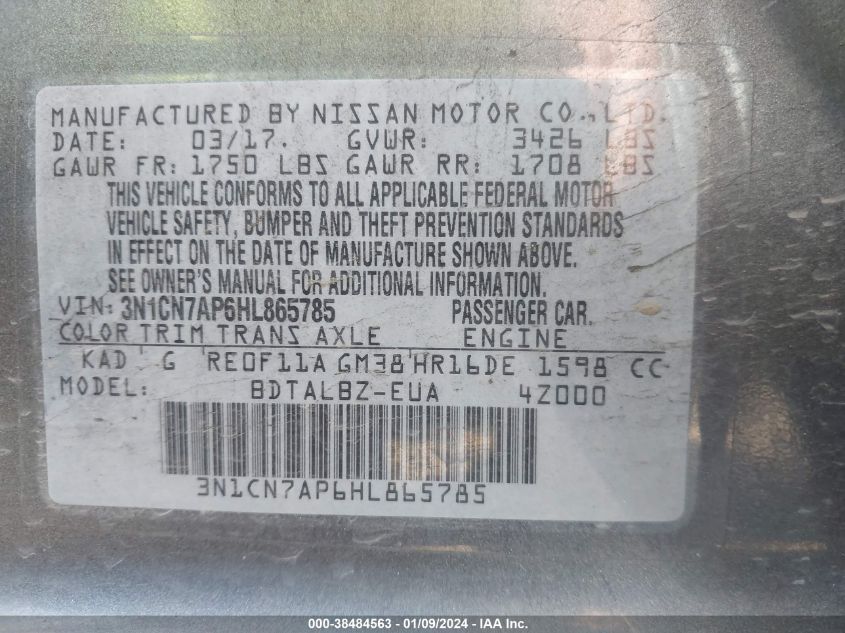 MANUFACTURED BY NISSAN MOTOR CO., LTD.
DATE: 03/17. GVWR: 3426 LBS
GAWR FR: 1750 LBS GAWR RR: 1708 LBS
THIS VEHICLE CONFORMS TO ALL APPLICABLE FEDERAL MOTOR
VEHICLE SAFETY, BUMPER AND THEFT PREVENTION STANDARDS
IN EFFECT ON THE DATE OF MANUFACTURE SHOWN ABOVE.
SEE OWNER'S MANUAL FOR ADDITIONAL INFORMATION.
VIN: 3N1CN7AP6HL865785 PASSENGER CAR.
COLOR TRIM TRANS AXLE ENGINE
KAD G RE0F11A GM38 HR16DE 1598 CC
MODEL: BDTALBZ-EUA 4Z000
3N1CN7AP6HL865785
000-38484563 - 01/09/2024 - IAA Inc.